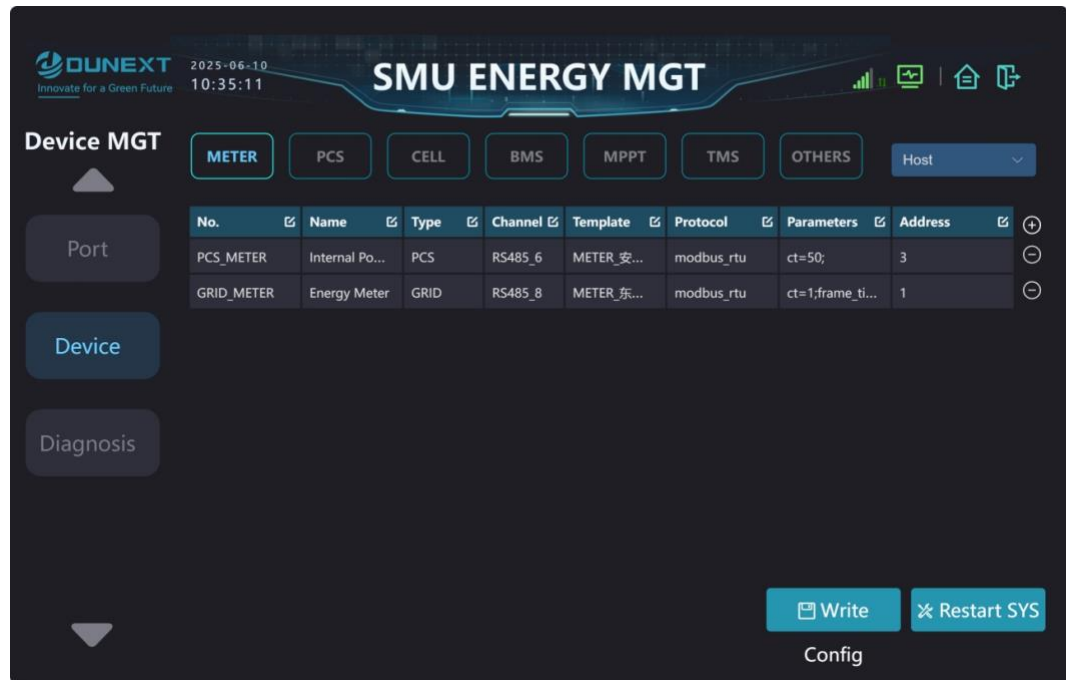 DUNEXT
Innovate for a Green Future
2025-06-10
10:35:11
SMU ENERGY MGT
Device MGT
METER PCS CELL BMS MPPT TMS OTHERS Host
No. Name Type Channel Template Protocol Parameters Address
PCS_METER Internal Po... PCS RS485_6 METER_安... modbus_rtu ct=50; 3
GRID_METER Energy Meter GRID RS485_8 METER_东... modbus_rtu ct=1;frame_ti... 1
Port
Device
Diagnosis
Write
Config
Restart SYS